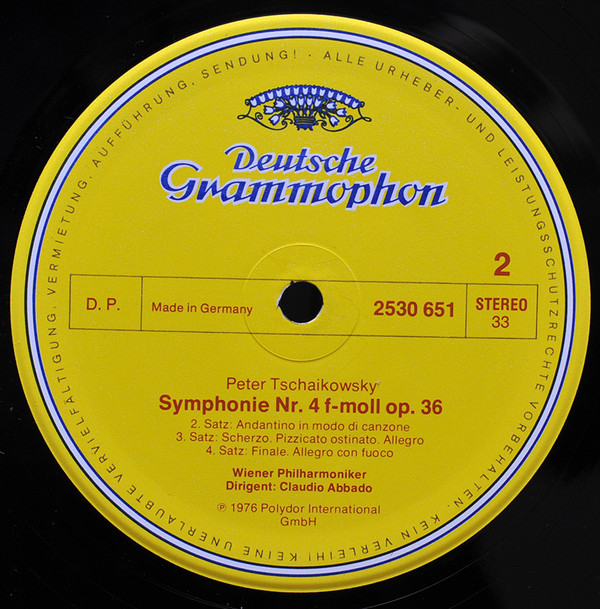 Deutsche
Grammophon
2
D. P.
Made in Germany
2530 651
STEREO
33
Peter Tschaikowsky
Symphonie Nr. 4 f-moll op. 36
2. Satz: Andantino in modo di canzone
3. Satz: Scherzo. Pizzicato ostinato. Allegro
4. Satz: Finale. Allegro con fuoco
Wiener Philharmoniker
Dirigent: Claudio Abbado
℗ 1976 Polydor International
GmbH
ALLE URHEBER- UND LEISTUNGSSCHUTZRECHTE VORBEHALTEN. KEIN VERLEIH! KEINE UNERLAUBTE VERVIELFÄLTIGUNG, VERMIETUNG, AUFFÜHRUNG, SENDUNG! ·